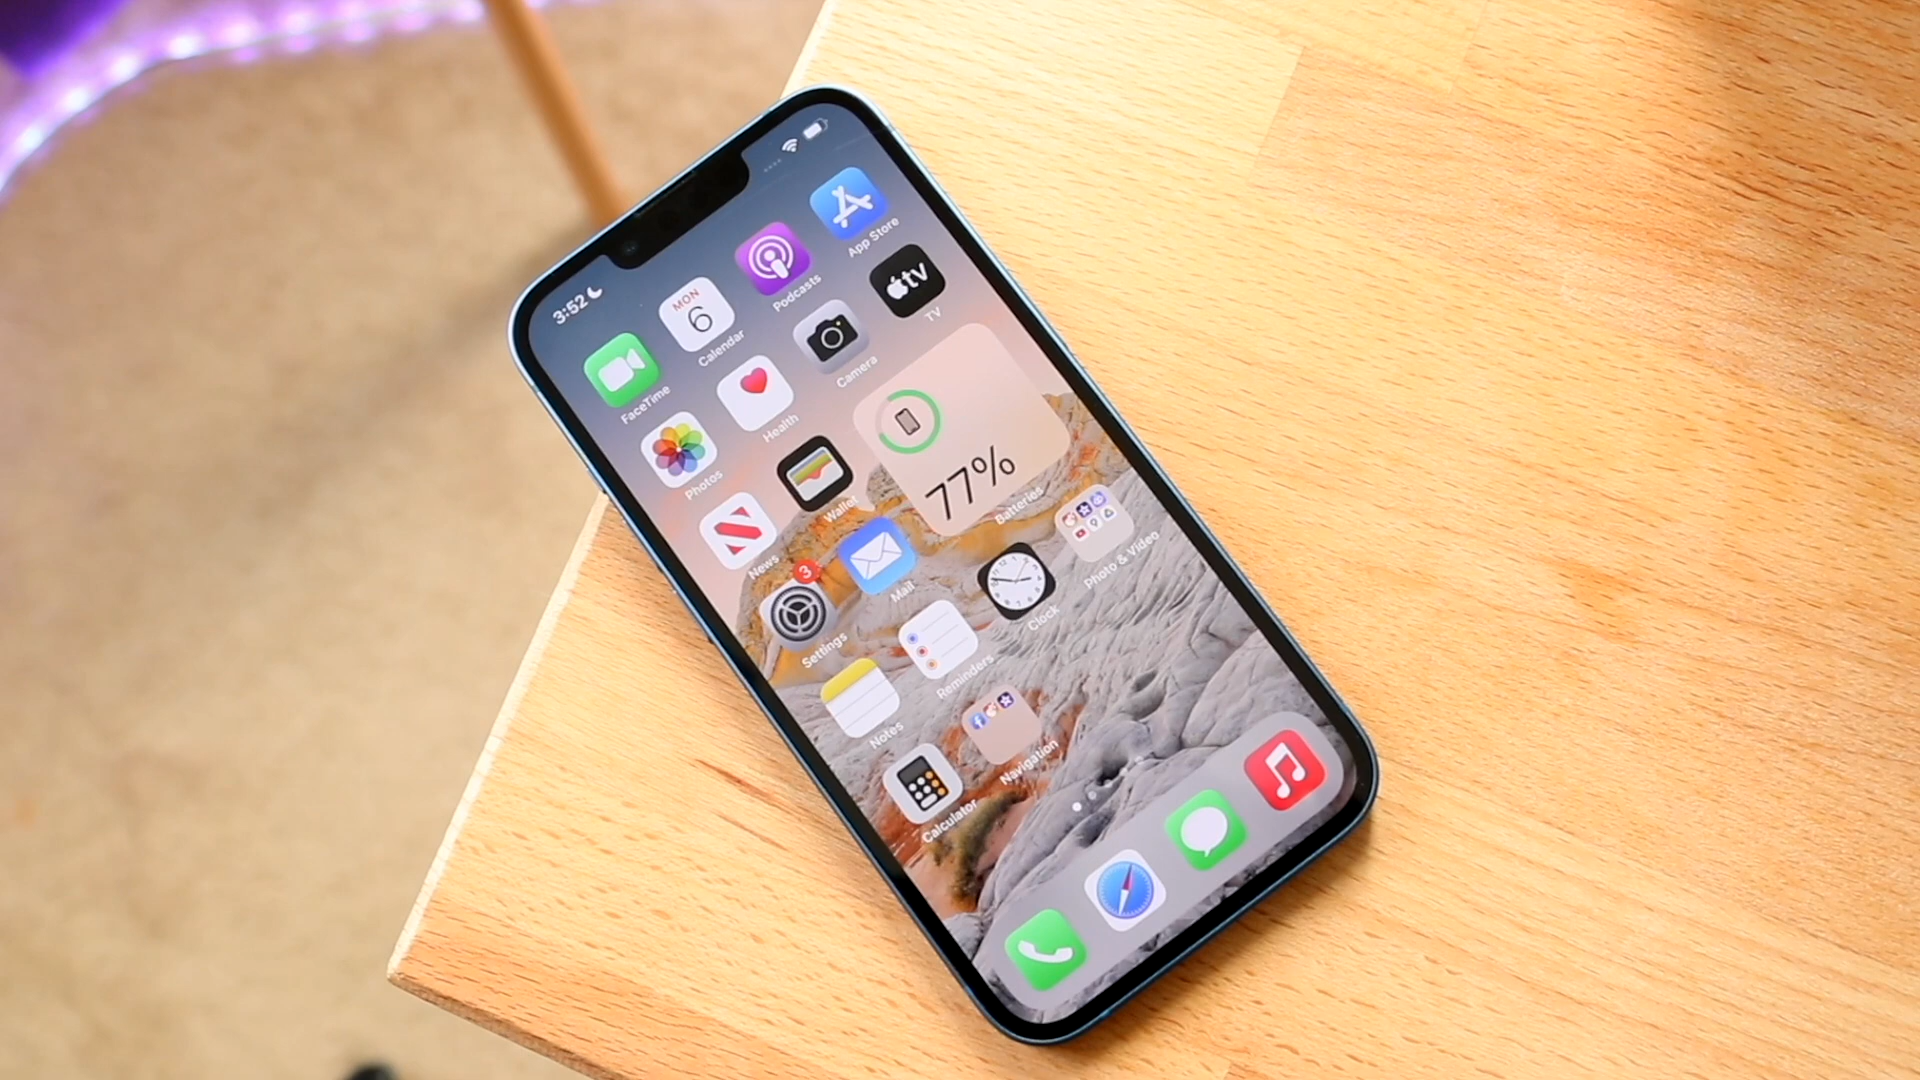 3:52
FaceTime
MON
6
Calendar
Podcasts
App Store
Photos
Health
Camera
tv
TV
News
Wallet
77%
Batteries
3
Settings
Mail
Clock
Photo & Video
Notes
Reminders
Calculator
Navigation